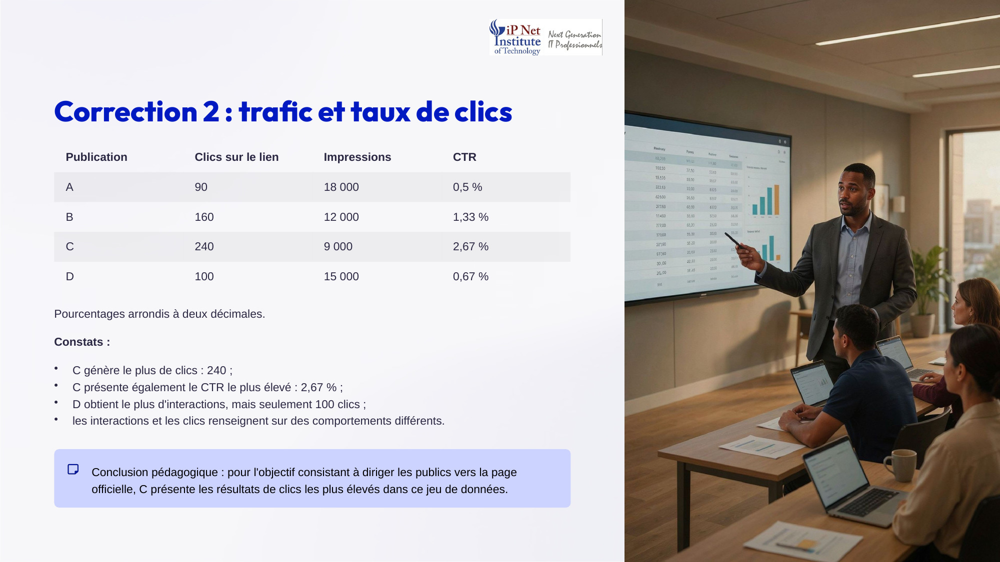 iP Net
Institute
of Technology
Next Generation
IT Professionnels
Correction 2 : trafic et taux de clics
Publication Clics sur le lien Impressions CTR
A 90 18 000 0,5 %
B 160 12 000 1,33 %
C 240 9 000 2,67 %
D 100 15 000 0,67 %
Pourcentages arrondis à deux décimales.
Constats :
• C génère le plus de clics : 240 ;
• C présente également le CTR le plus élevé : 2,67 % ;
• D obtient le plus d'interactions, mais seulement 100 clics ;
• les interactions et les clics renseignent sur des comportements différents.
Conclusion pédagogique : pour l'objectif consistant à diriger les publics vers la page
officielle, C présente les résultats de clics les plus élevés dans ce jeu de données.